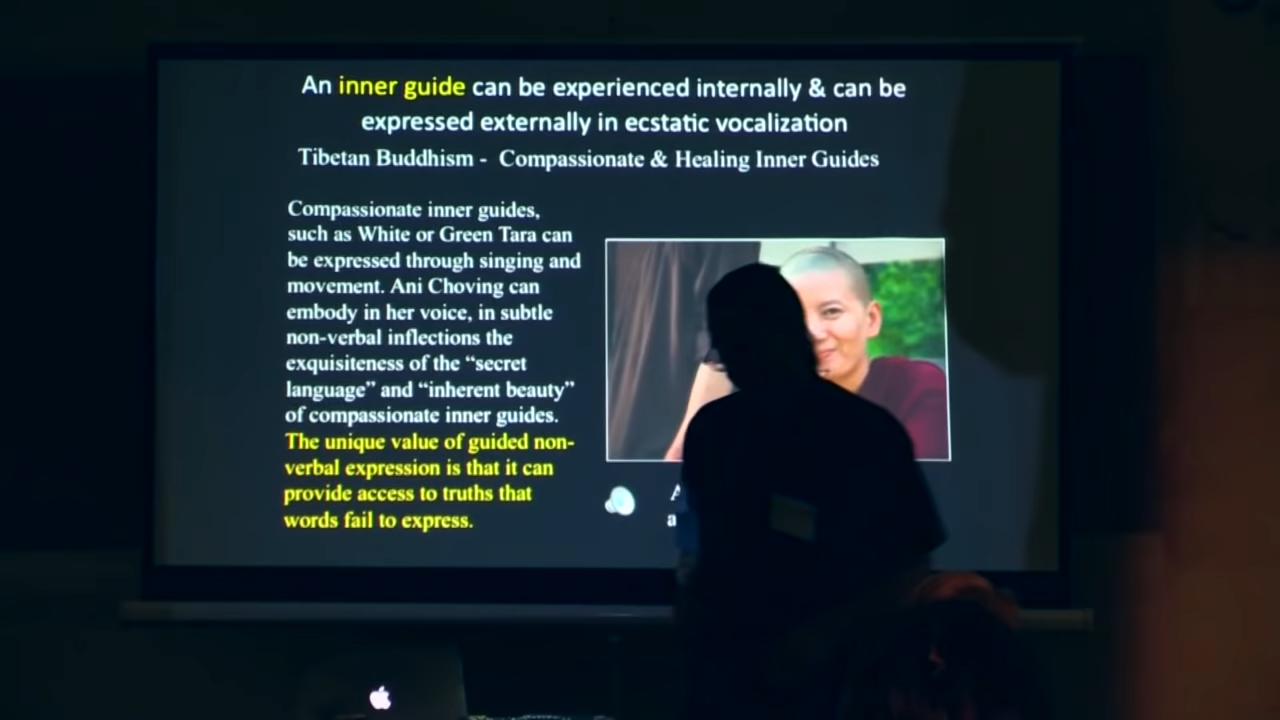 An inner guide can be experienced internally & can be
expressed externally in ecstatic vocalization
Tibetan Buddhism - Compassionate & Healing Inner Guides
Compassionate inner guides,
such as White or Green Tara can
be expressed through singing and
movement. Ani Choving can
embody in her voice, in subtle
non-verbal inflections the
exquisiteness of the “secret
language” and “inherent beauty”
of compassionate inner guides.
The unique value of guided non-
verbal expression is that it can
provide access to truths that
words fail to express.